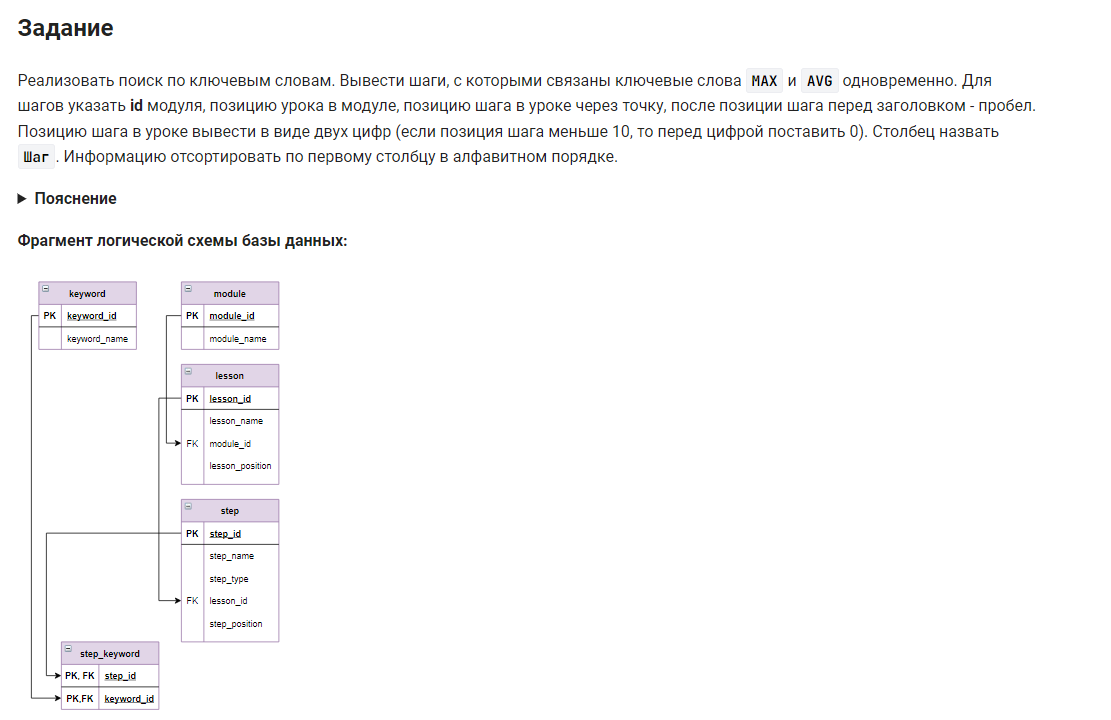 Задание
Реализовать поиск по ключевым словам. Вывести шаги, с которыми связаны ключевые слова MAX и AVG одновременно. Для
шагов указать id модуля, позицию урока в модуле, позицию шага в уроке через точку, после позиции шага перед заголовком - пробел.
Позицию шага в уроке вывести в виде двух цифр (если позиция шага меньше 10, то перед цифрой поставить 0). Столбец назвать
Шаг . Информацию отсортировать по первому столбцу в алфавитном порядке.
Пояснение
Фрагмент логической схемы базы данных:
keyword
PK keyword_id
keyword_name
module
PK module_id
module_name
lesson
PK lesson_id
lesson_name
FK module_id
lesson_position
step
PK step_id
step_name
step_type
FK lesson_id
step_position
step_keyword
PK, FK step_id
PK,FK keyword_id